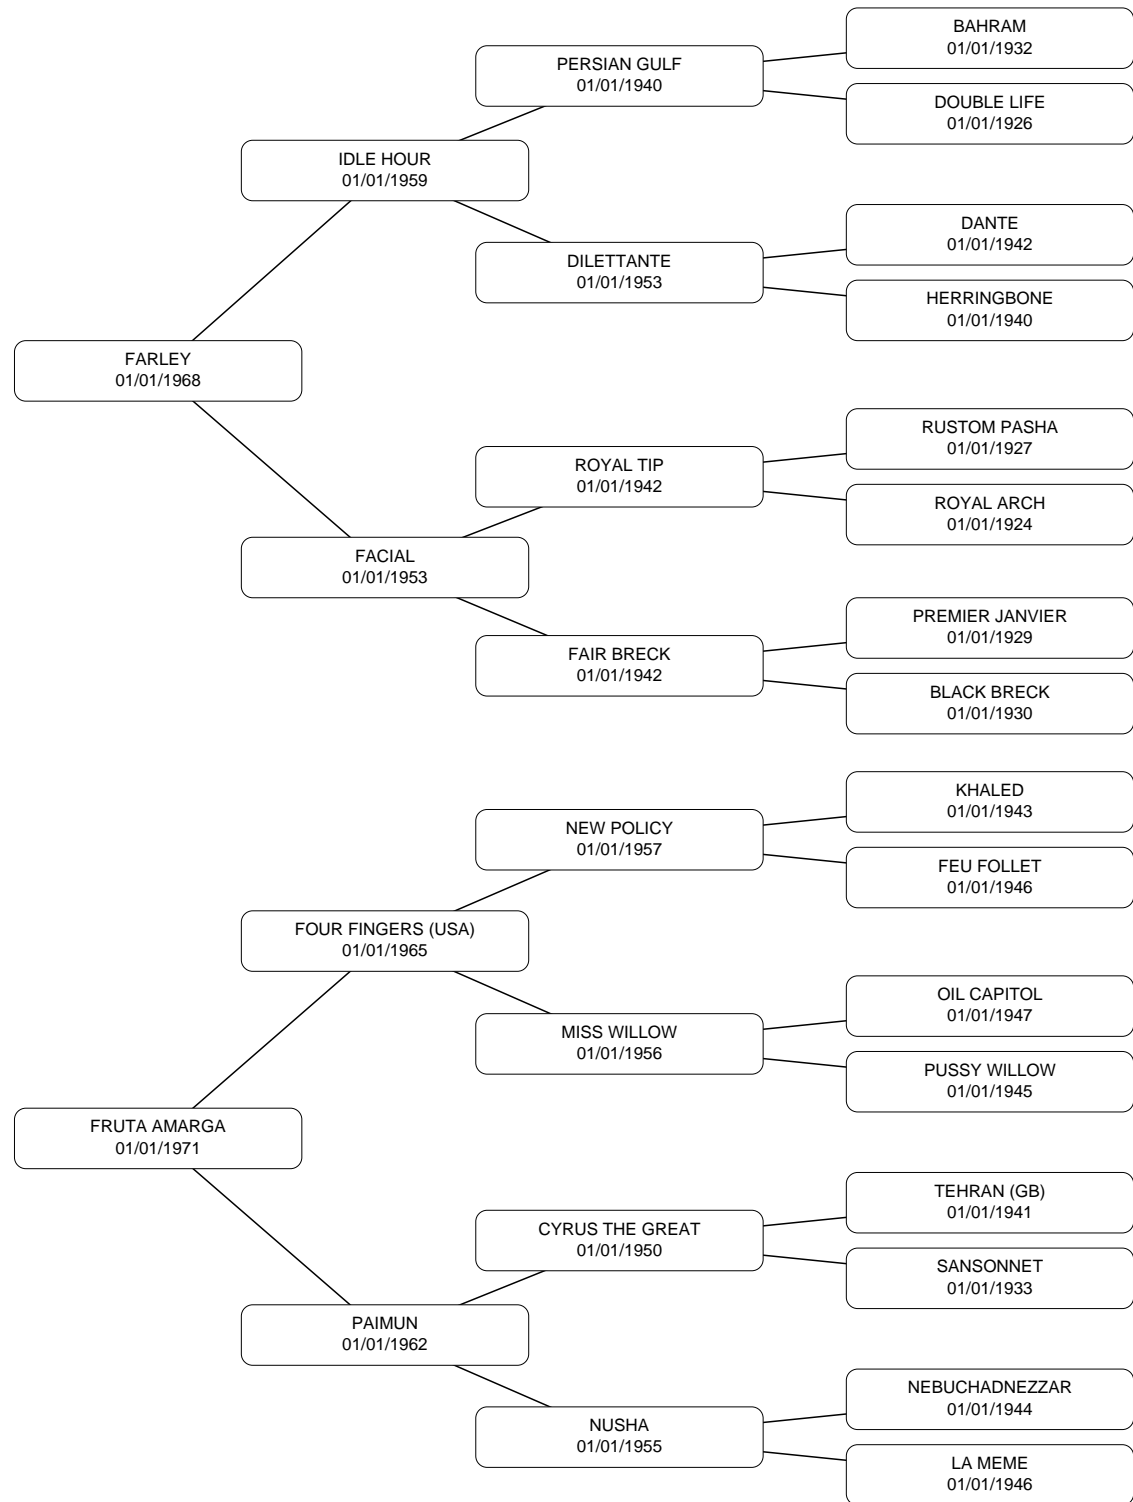 BAHRAM
01/01/1932
PERSIAN GULF
01/01/1940
DOUBLE LIFE
01/01/1926
IDLE HOUR
01/01/1959
DANTE
01/01/1942
DILETTANTE
01/01/1953
HERRINGBONE
01/01/1940
FARLEY
01/01/1968
RUSTOM PASHA
01/01/1927
ROYAL TIP
01/01/1942
ROYAL ARCH
01/01/1924
FACIAL
01/01/1953
PREMIER JANVIER
01/01/1929
FAIR BRECK
01/01/1942
BLACK BRECK
01/01/1930
KHALED
01/01/1943
NEW POLICY
01/01/1957
FEU FOLLET
01/01/1946
FOUR FINGERS (USA)
01/01/1965
OIL CAPITOL
01/01/1947
MISS WILLOW
01/01/1956
PUSSY WILLOW
01/01/1945
FRUTA AMARGA
01/01/1971
TEHRAN (GB)
01/01/1941
CYRUS THE GREAT
01/01/1950
SANSONNET
01/01/1933
PAIMUN
01/01/1962
NEBUCHADNEZZAR
01/01/1944
NUSHA
01/01/1955
LA MEME
01/01/1946